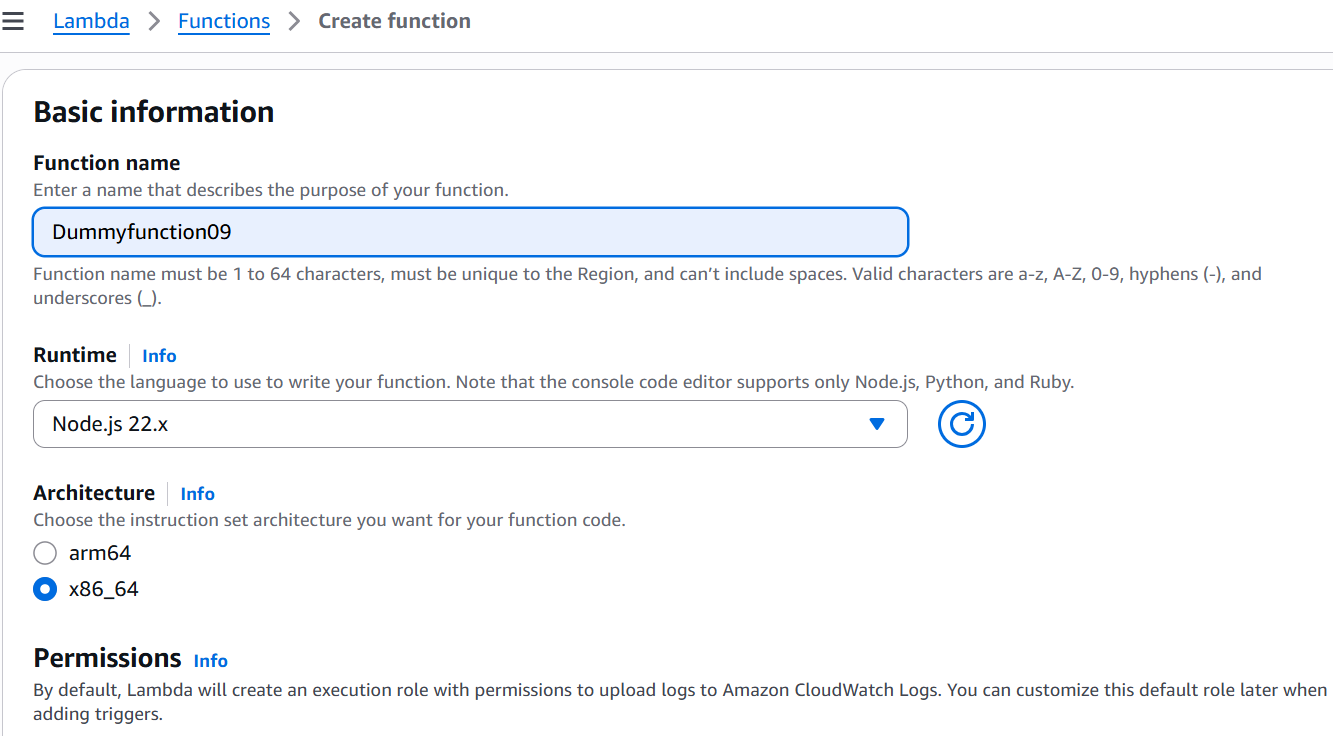 Lambda > Functions > Create function
Basic information
Function name
Enter a name that describes the purpose of your function.
Dummyfunction09
Function name must be 1 to 64 characters, must be unique to the Region, and can’t include spaces. Valid characters are a-z, A-Z, 0-9, hyphens (-), and
underscores (_).
Runtime Info
Choose the language to use to write your function. Note that the console code editor supports only Node.js, Python, and Ruby.
Node.js 22.x
Architecture Info
Choose the instruction set architecture you want for your function code.
arm64
x86_64
Permissions Info
By default, Lambda will create an execution role with permissions to upload logs to Amazon CloudWatch Logs. You can customize this default role later when
adding triggers.